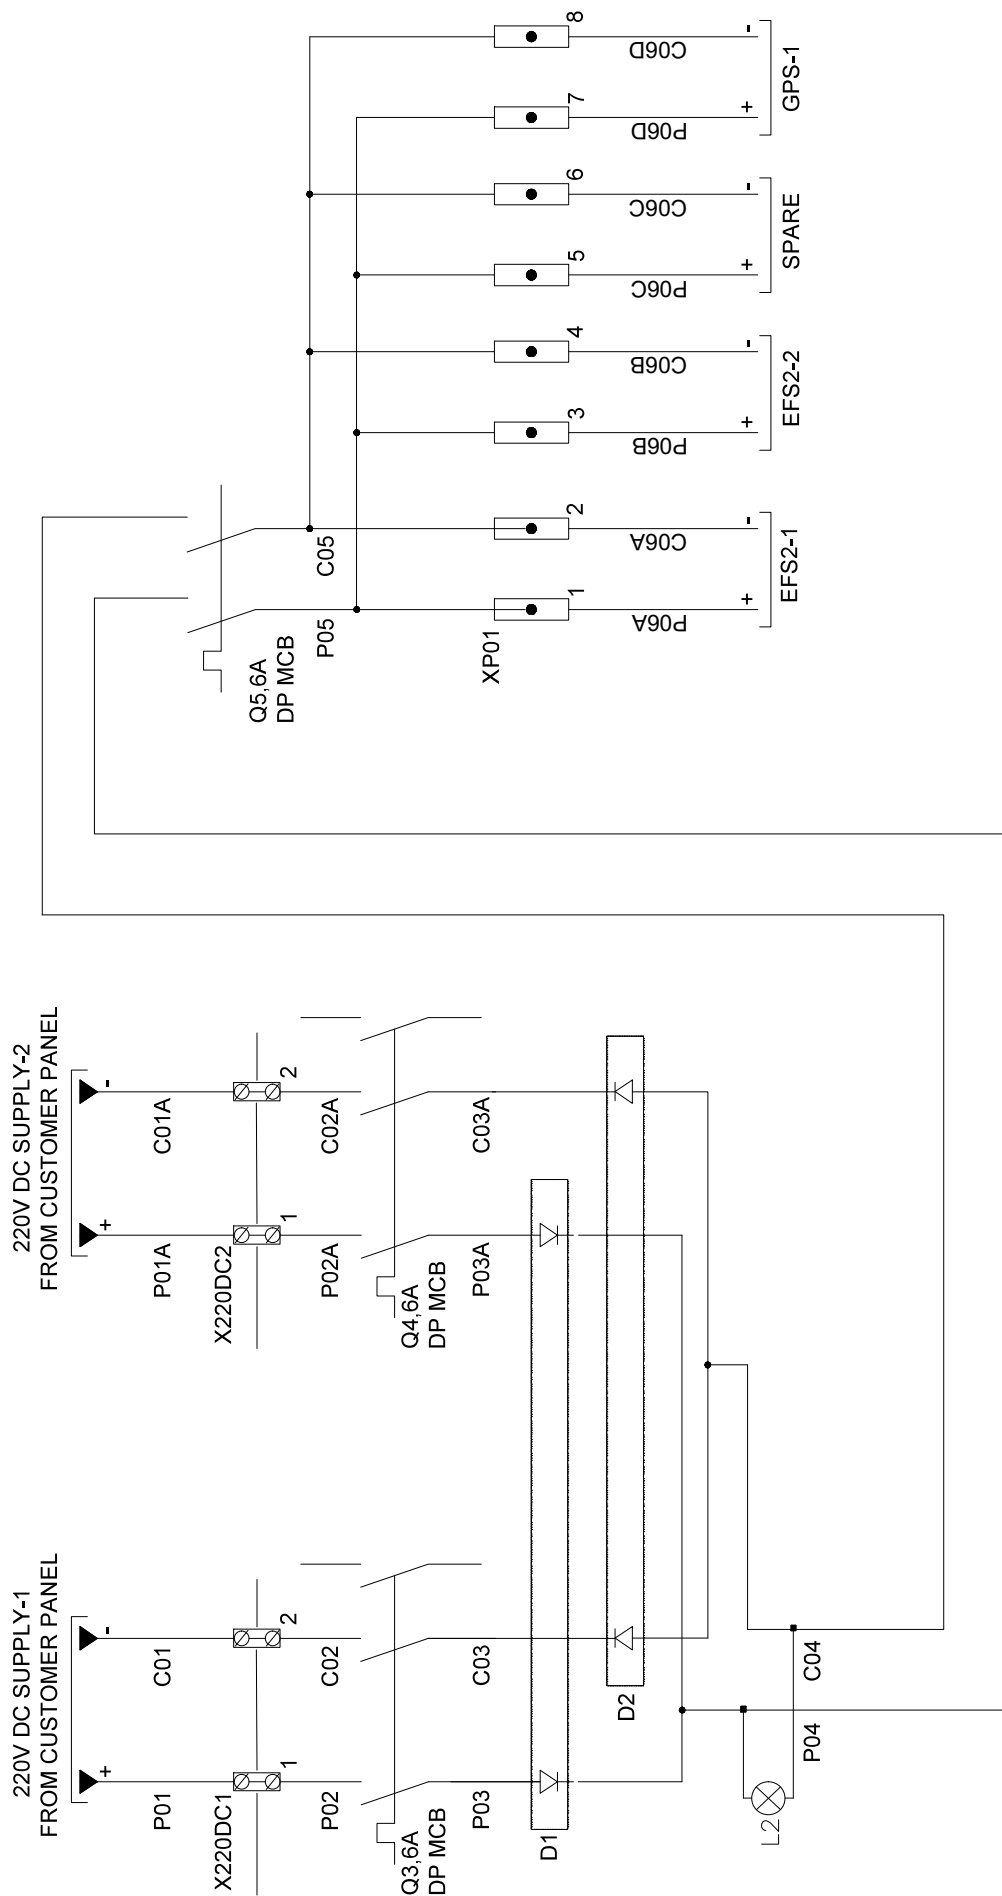 220V DC SUPPLY-1
FROM CUSTOMER PANEL
+
-
P01
C01
X220DC1
1
2
P02
C02
Q3,6A
DP MCB
P03
C03
D1
D2
L2
P04
C04
220V DC SUPPLY-2
FROM CUSTOMER PANEL
+
-
P01A
C01A
X220DC2
1
2
P02A
C02A
Q4,6A
DP MCB
P03A
C03A
Q5,6A
DP MCB
P05
C05
XP01
1
2
3
4
5
6
7
8
P06A
C06A
P06B
C06B
P06C
C06C
P06D
C06D
+
-
+
-
+
-
+
-
EFS2-1
EFS2-2
SPARE
GPS-1